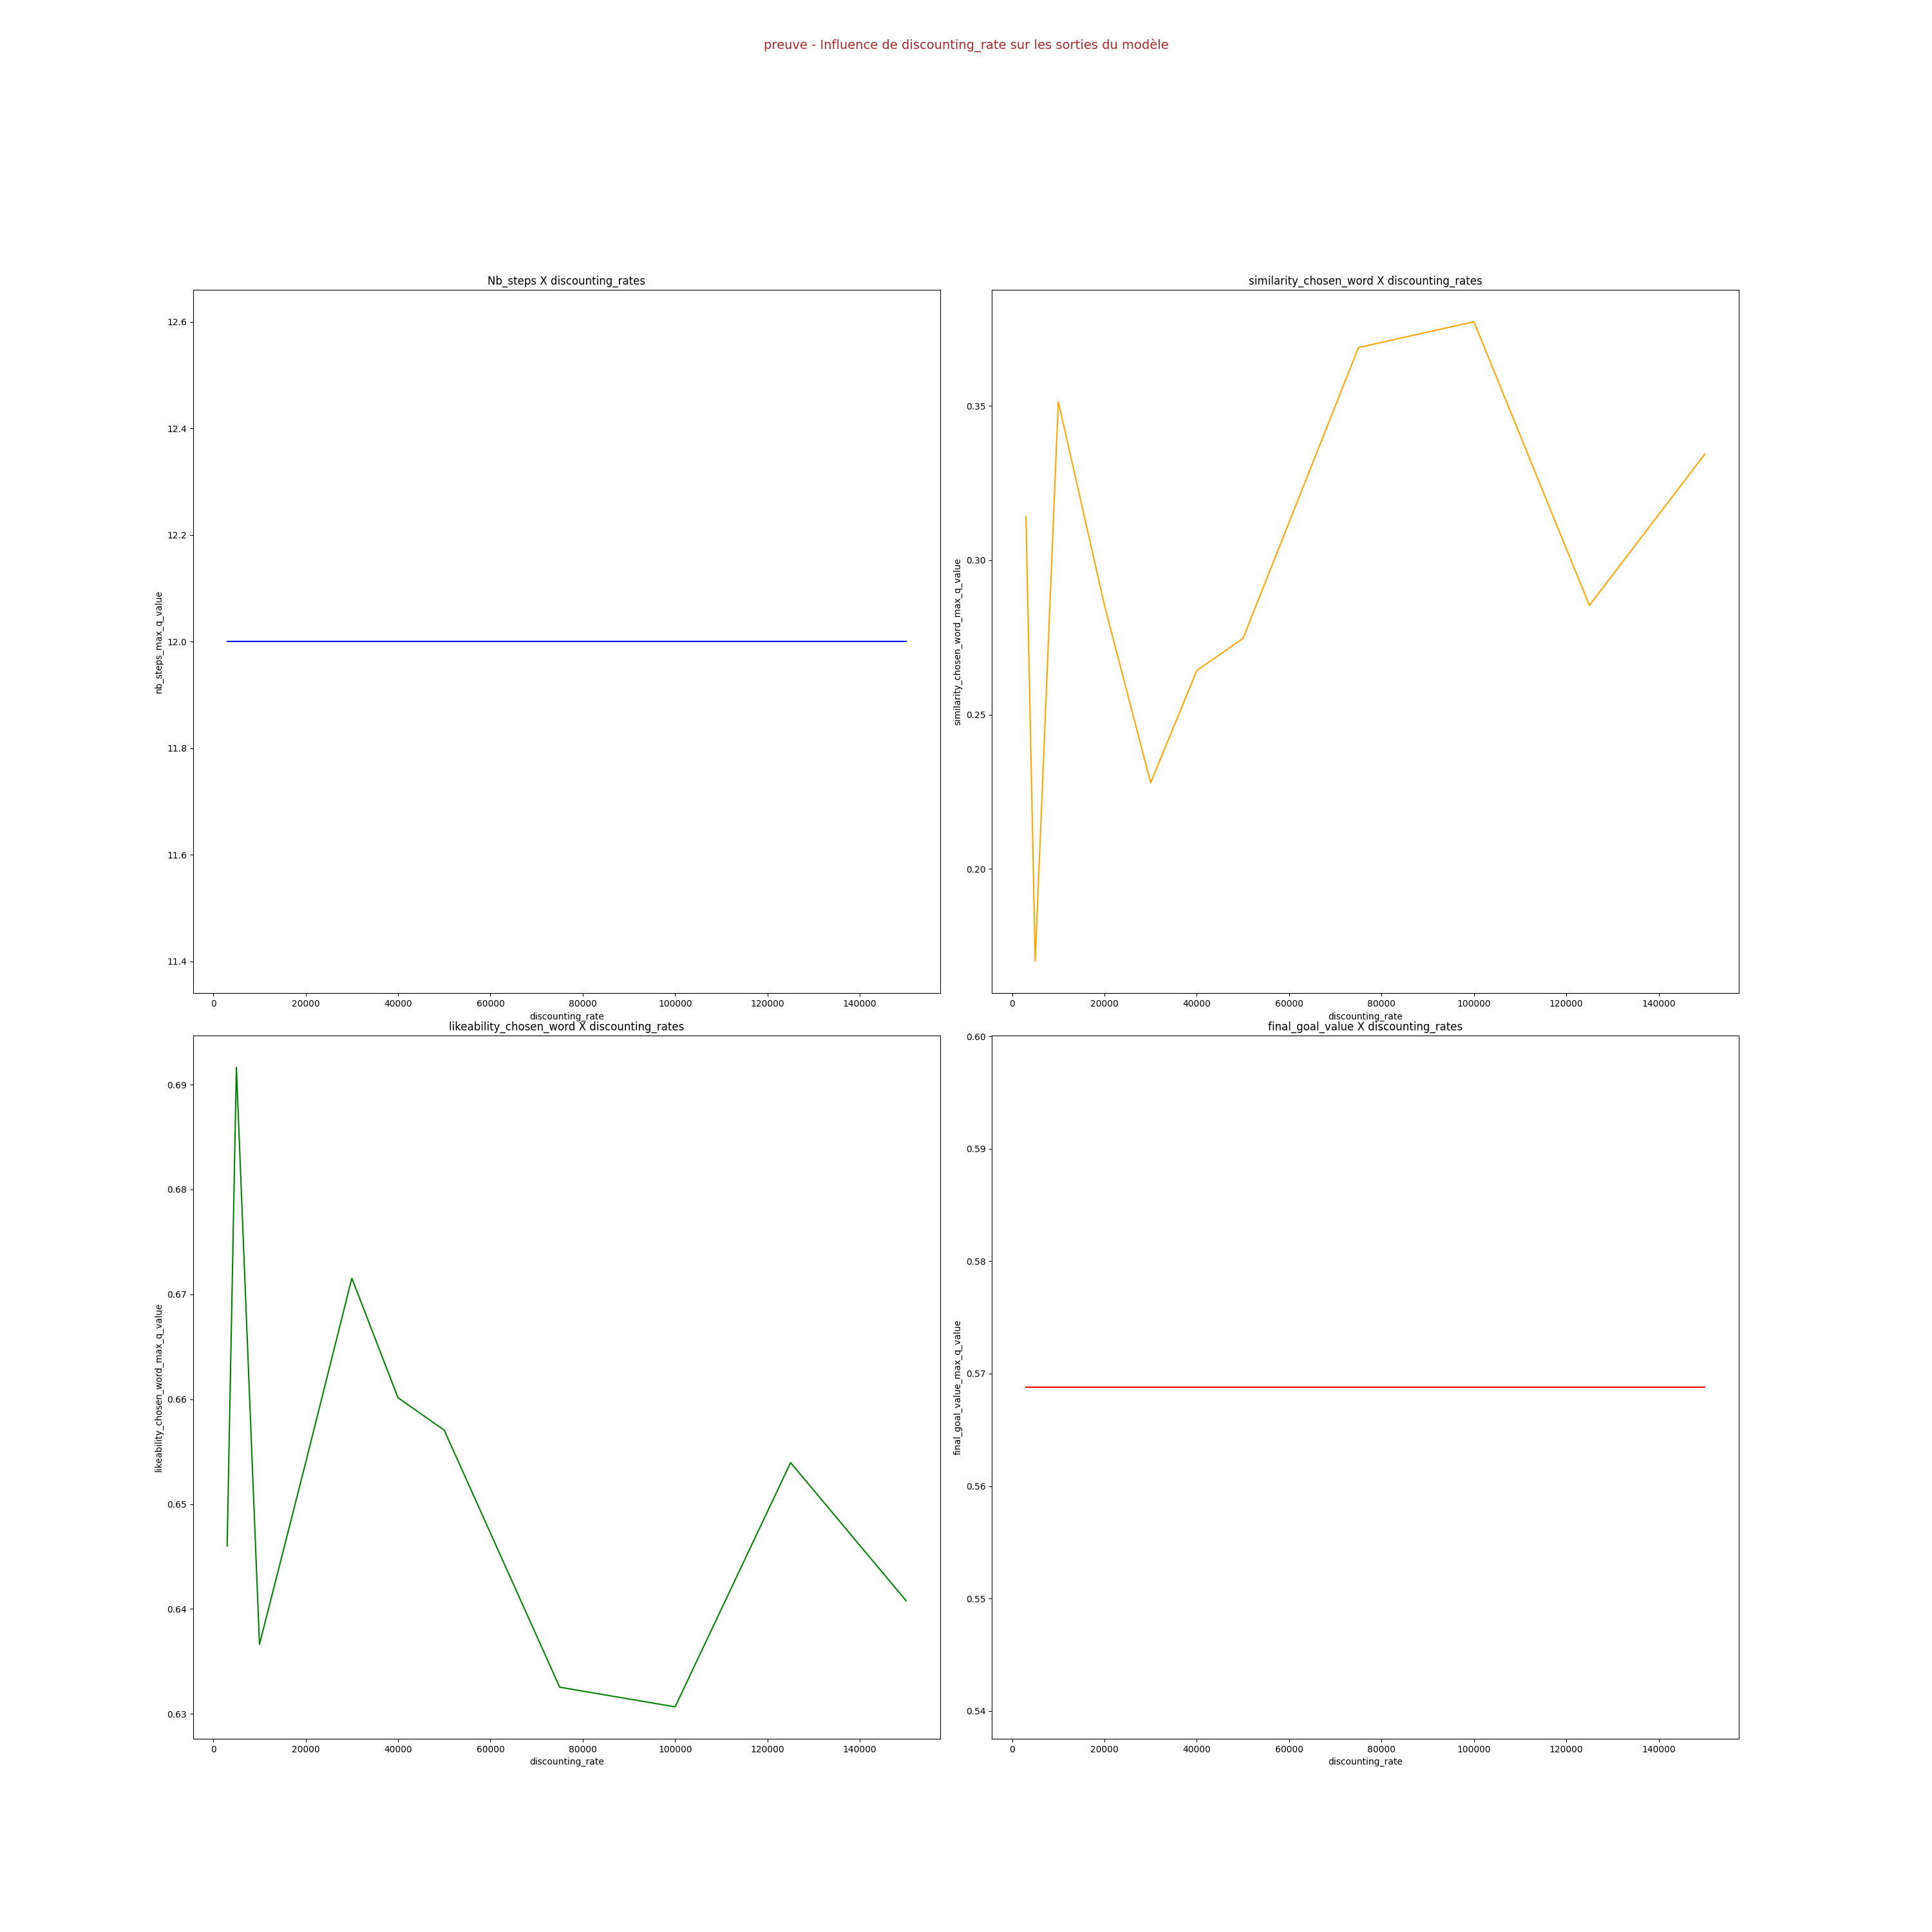 preuve - Influence de discounting_rate sur les sorties du modèle
Nb_steps X discounting_rates
nb_steps_max_q_value
12.6
12.4
12.2
12.0
11.8
11.6
11.4
0 20000 40000 60000 80000 100000 120000 140000
discounting_rate
similarity_chosen_word X discounting_rates
similarity_chosen_word_max_q_value
0.35
0.30
0.25
0.20
0 20000 40000 60000 80000 100000 120000 140000
discounting_rate
likeability_chosen_word X discounting_rates
likeability_chosen_word_max_q_value
0.69
0.68
0.67
0.66
0.65
0.64
0.63
0 20000 40000 60000 80000 100000 120000 140000
discounting_rate
final_goal_value X discounting_rates
final_goal_value_max_q_value
0.60
0.59
0.58
0.57
0.56
0.55
0.54
0 20000 40000 60000 80000 100000 120000 140000
discounting_rate